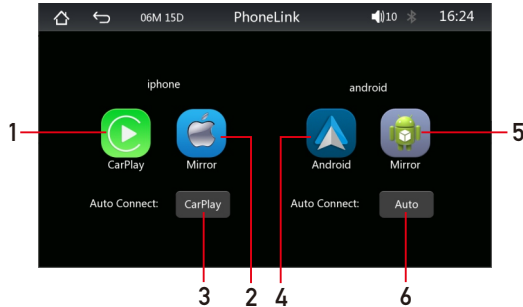 06M 15D PhoneLink 10 16:24
iphone android
1 5
CarPlay Mirror Android Mirror
Auto Connect: CarPlay Auto Connect: Auto
3 2 4 6